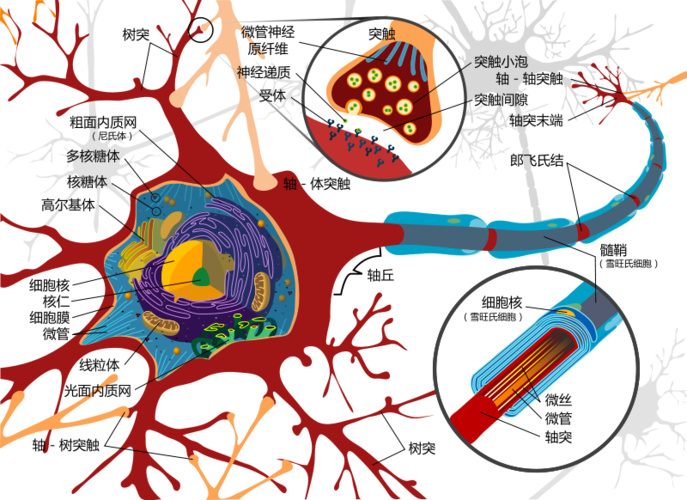 树突
微管神经
原纤维
神经递质
受体
突触
突触小泡
轴 - 轴突触
突触间隙
轴突末端
粗面内质网
（尼氏体）
多核糖体
核糖体
高尔基体
轴 - 体突触
郎飞氏结
髓鞘
（雪旺氏细胞）
轴丘
细胞核
核仁
细胞膜
微管
线粒体
光面内质网
轴 - 树突触
树突
细胞核
（雪旺氏细胞）
微丝
微管
轴突